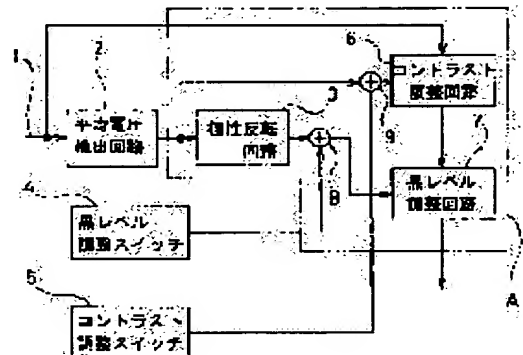 1
2
平均電圧
検出回路
3
極性反転
回路
6
コントラスト
調整回路
9
8
7
黒レベル
調整回路
4
黒レベル
調整スイッチ
5
コントラスト
調整スイッチ
A